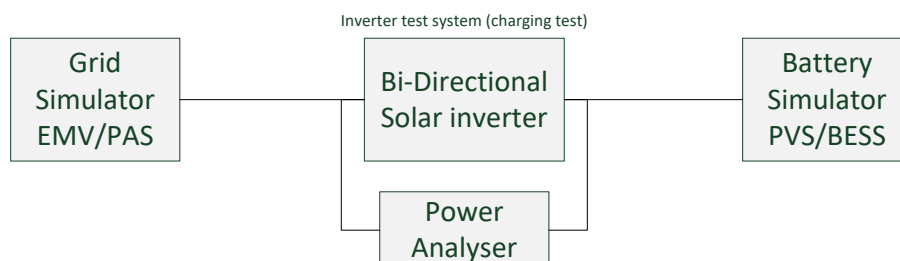 Inverter test system (charging test)
Grid
Simulator
EMV/PAS
Bi-Directional
Solar inverter
Battery
Simulator
PVS/BESS
Power
Analyser